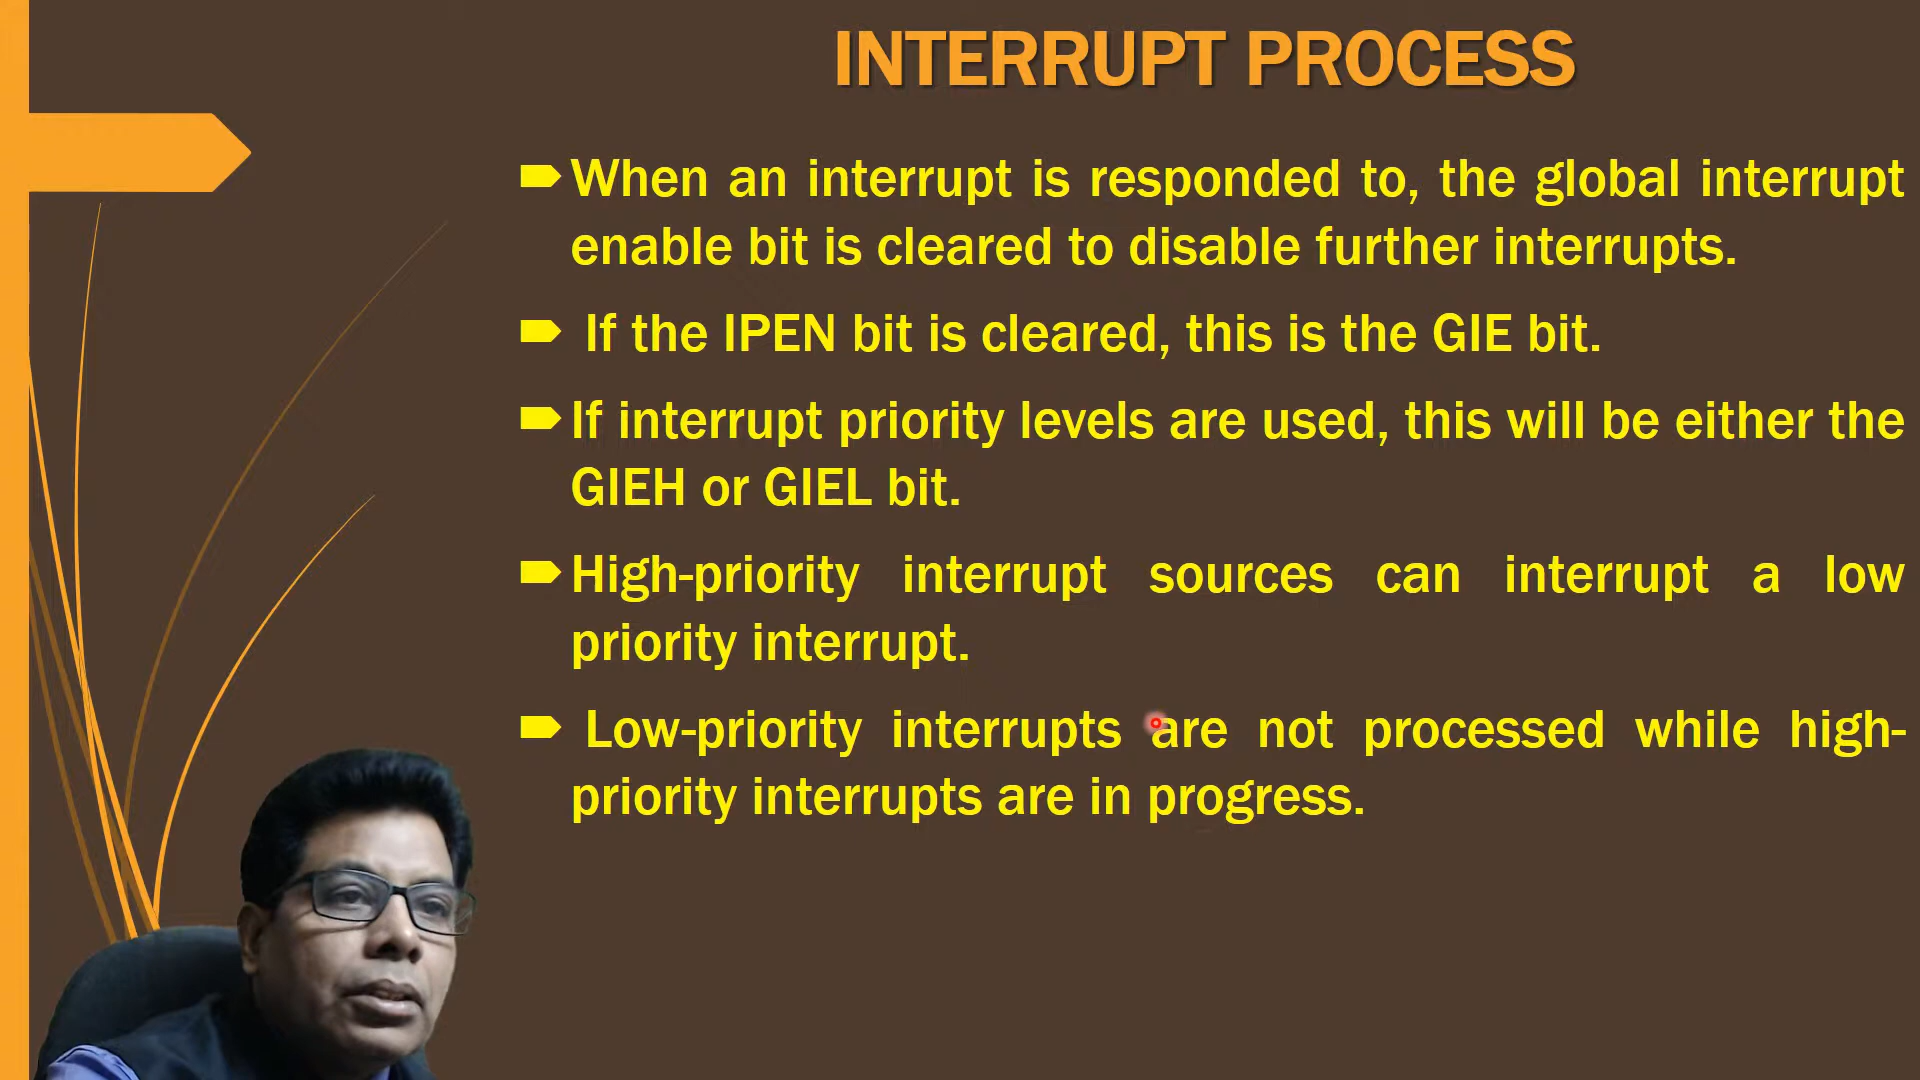 INTERRUPT PROCESS
When an interrupt is responded to, the global interrupt
enable bit is cleared to disable further interrupts.
If the IPEN bit is cleared, this is the GIE bit.
If interrupt priority levels are used, this will be either the
GIEH or GIEL bit.
High-priority interrupt sources can interrupt a low
priority interrupt.
Low-priority interrupts are not processed while high-
priority interrupts are in progress.